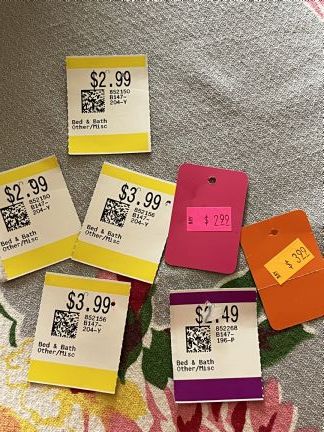 $2.99
852150
B147-
204-Y
Bed & Bath
Other/Misc
$2.99
852150
B147-
204-Y
Bed & Bath
Other/Misc
$3.99
852156
B147-
204-Y
Bed & Bath
Other/Misc
$ 2.99
$ 3.99
$3.99
852156
B147-
204-Y
Bed & Bath
Other/Misc
$2.49
852268
B147-
196-P
Bed & Bath
Other/Misc